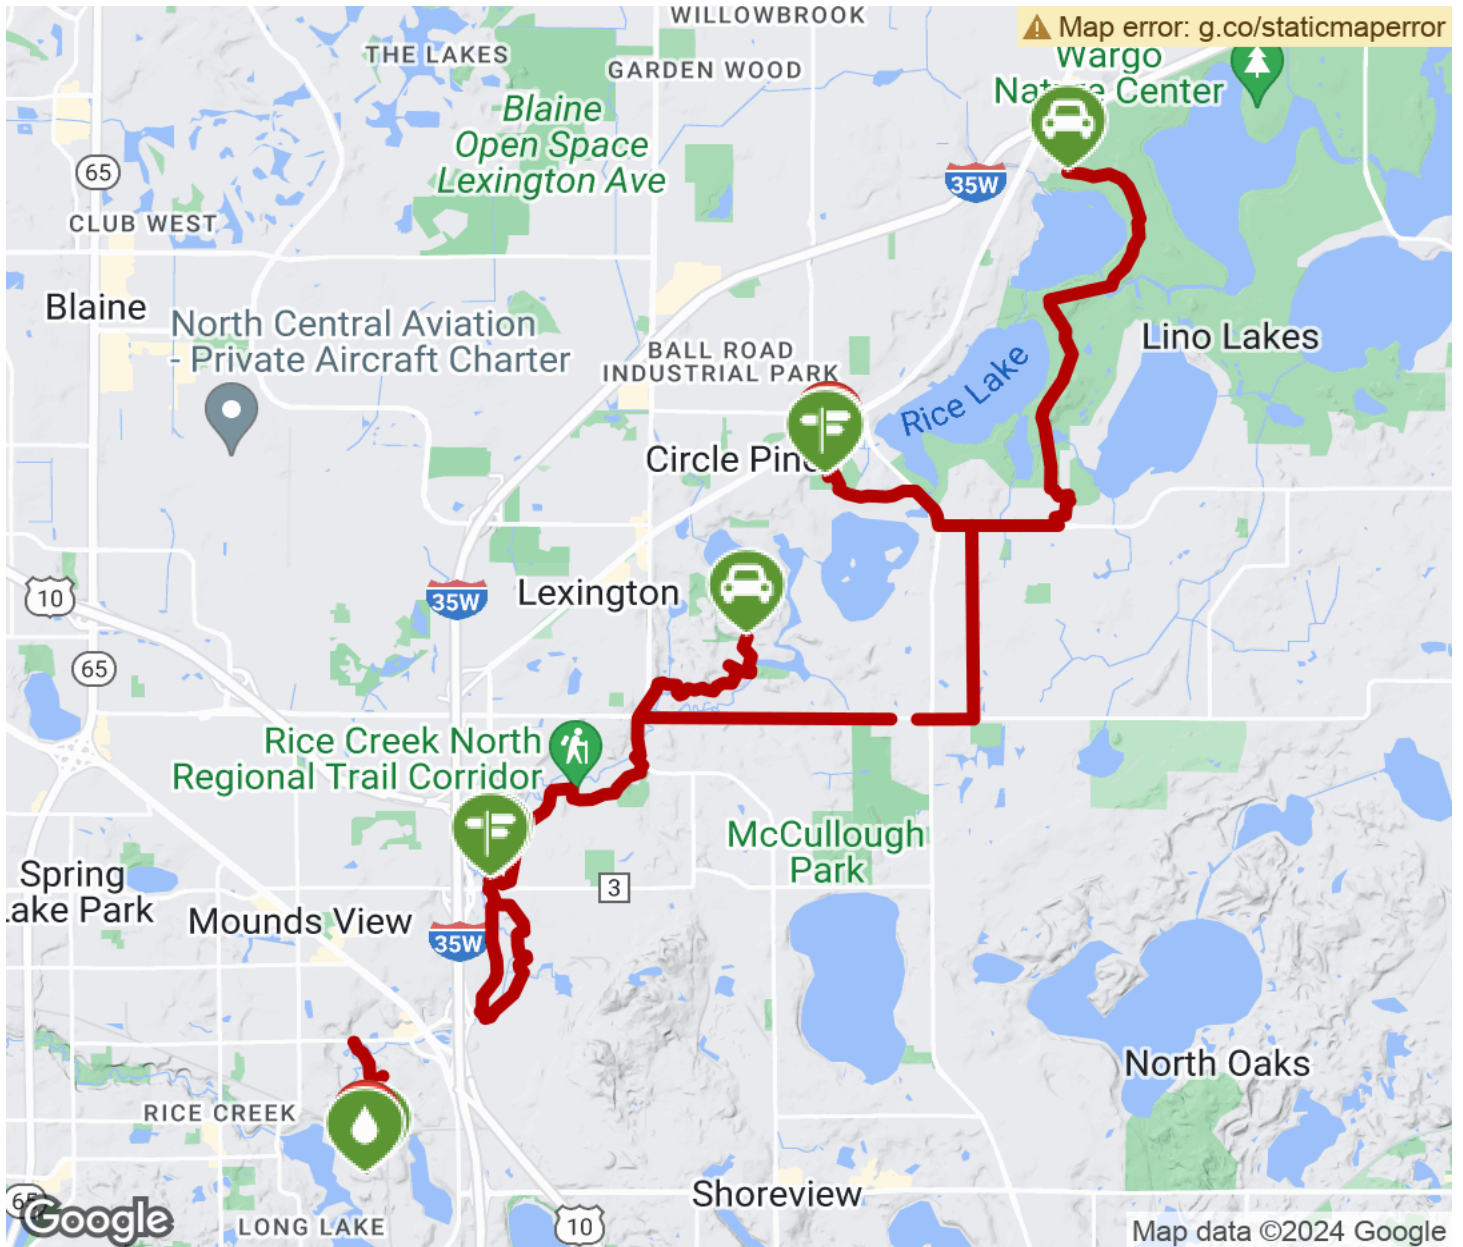 WILLOWBROOK
Map error: g.co/staticmaperror
THE LAKES
GARDEN WOOD
Wargo
Nature Center
Blaine
Open Space
Lexington Ave
65
35W
CLUB WEST
Blaine
North Central Aviation
- Private Aircraft Charter
Lino Lakes
BALL ROAD
INDUSTRIAL PARK
Rice Lake
Circle Pine
10
35W
Lexington
65
Rice Creek North
Regional Trail Corridor
McCullough
Park
3
Spring
Lake Park
Mounds View
35W
North Oaks
RICE CREEK
Shoreview
65
Google
LONG LAKE
10
Map data ©2024 Google